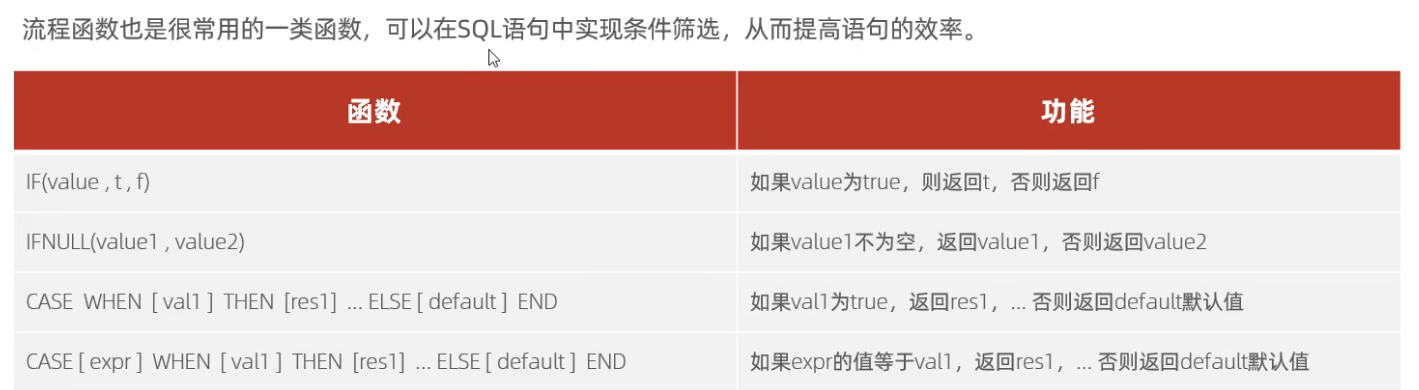 流程函数也是很常用的一类函数，可以在SQL语句中实现条件筛选，从而提高语句的效率。
函数 功能
IF(value , t , f) 如果value为true，则返回t，否则返回f
IFNULL(value1 , value2) 如果value1不为空，返回value1，否则返回value2
CASE WHEN [ val1 ] THEN [res1] ... ELSE [ default ] END 如果val1为true，返回res1，... 否则返回default默认值
CASE [ expr ] WHEN [ val1 ] THEN [res1] ... ELSE [ default ] END 如果expr的值等于val1，返回res1，... 否则返回default默认值